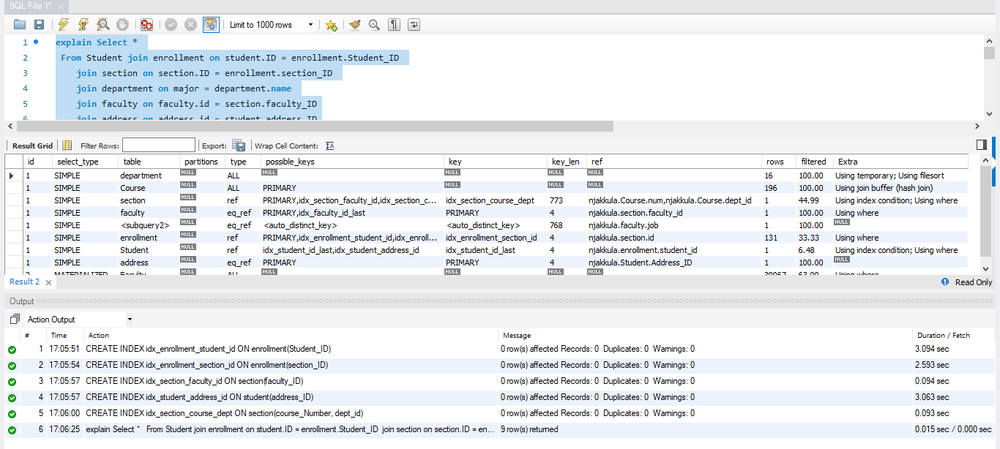 SQL File 1*
Limit to 1000 rows
1 explain Select *
2 From Student join enrollment on student.ID = enrollment.Student_ID
3 join section on section.ID = enrollment.section_ID
4 join department on major = department.name
5 join faculty on faculty.id = section.faculty_ID
6 join address on address.id = student.address_ID
Result Grid Filter Rows: Export: Wrap Cell Content:
id select_type table partitions type possible_keys key key_len ref rows filtered Extra
1 SIMPLE department NULL ALL NULL NULL NULL NULL 16 100.00 Using temporary; Using filesort
1 SIMPLE Course NULL ALL PRIMARY NULL NULL NULL 196 100.00 Using join buffer (hash join)
1 SIMPLE section NULL ref PRIMARY,idx_section_faculty_id,idx_section_c... idx_section_course_dept 773 njakkula.Course.num,njakkula.Course.dept_id 1 44.99 Using index condition; Using where
1 SIMPLE faculty NULL eq_ref PRIMARY,idx_faculty_id_last PRIMARY 4 njakkula.section.faculty_id 1 100.00 Using where
1 SIMPLE <subquery2> NULL eq_ref <auto_distinct_key> <auto_distinct_key> 768 njakkula.faculty.job 1 100.00 NULL
1 SIMPLE enrollment NULL ref PRIMARY,idx_enrollment_student_id,idx_enroll... idx_enrollment_section_id 4 njakkula.section.id 131 33.33 Using where
1 SIMPLE Student NULL ref idx_student_id_last,idx_student_address_id idx_student_id_last 4 njakkula.enrollment.student_id 1 6.48 Using index condition; Using where
1 SIMPLE address NULL eq_ref PRIMARY PRIMARY 4 njakkula.Student.Address_ID 1 100.00 NULL
2 MATERIALIZED Faculty NULL ALL NULL NULL NULL NULL 30067 63.00 Using where
Result 2 Read Only
Output
Action Output
# Time Action Message Duration / Fetch
1 17:05:51 CREATE INDEX idx_enrollment_student_id ON enrollment(Student_ID) 0 row(s) affected Records: 0 Duplicates: 0 Warnings: 0 3.094 sec
2 17:05:54 CREATE INDEX idx_enrollment_section_id ON enrollment(section_ID) 0 row(s) affected Records: 0 Duplicates: 0 Warnings: 0 2.593 sec
3 17:05:57 CREATE INDEX idx_section_faculty_id ON section(faculty_ID) 0 row(s) affected Records: 0 Duplicates: 0 Warnings: 0 0.094 sec
4 17:05:57 CREATE INDEX idx_student_address_id ON student(address_ID) 0 row(s) affected Records: 0 Duplicates: 0 Warnings: 0 3.063 sec
5 17:06:00 CREATE INDEX idx_section_course_dept ON section(course_Number, dept_id) 0 row(s) affected Records: 0 Duplicates: 0 Warnings: 0 0.093 sec
6 17:06:25 explain Select * From Student join enrollment on student.ID = enrollment.Student_ID join section on section.ID = en... 9 row(s) returned 0.015 sec / 0.000 sec